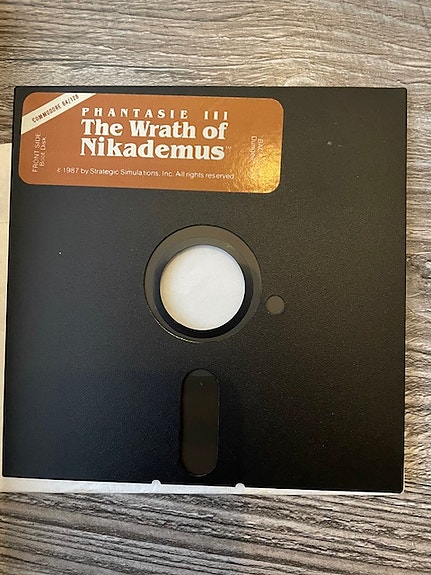 COMMODORE 64/128
PHANTASIE III
The Wrath of
Nikademus™
© 1987 by Strategic Simulations, Inc. All rights reserved.
FRONT SIDE
Boot Disk